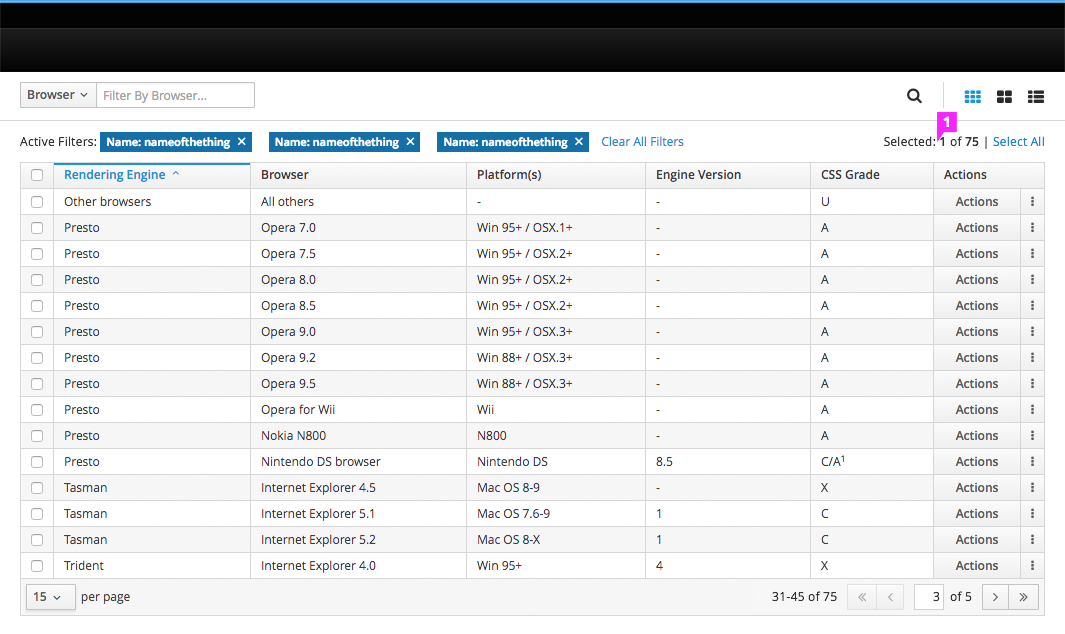 Browser Filter By Browser...
1
Active Filters: Name: nameofthething × Name: nameofthething × Name: nameofthething × Clear All Filters Selected: 1 of 75 | Select All
Rendering Engine Browser Platform(s) Engine Version CSS Grade Actions
Other browsers All others - - U Actions
Presto Opera 7.0 Win 95+ / OSX.1+ - A Actions
Presto Opera 7.5 Win 95+ / OSX.2+ - A Actions
Presto Opera 8.0 Win 95+ / OSX.2+ - A Actions
Presto Opera 8.5 Win 95+ / OSX.2+ - A Actions
Presto Opera 9.0 Win 95+ / OSX.3+ - A Actions
Presto Opera 9.2 Win 88+ / OSX.3+ - A Actions
Presto Opera 9.5 Win 88+ / OSX.3+ - A Actions
Presto Opera for Wii Wii - A Actions
Presto Nokia N800 N800 - A Actions
Presto Nintendo DS browser Nintendo DS 8.5 C/A¹ Actions
Tasman Internet Explorer 4.5 Mac OS 8-9 - X Actions
Tasman Internet Explorer 5.1 Mac OS 7.6-9 1 C Actions
Tasman Internet Explorer 5.2 Mac OS 8-X 1 C Actions
Trident Internet Explorer 4.0 Win 95+ 4 X Actions
15 per page 31-45 of 75 « ‹ 3 of 5 › »